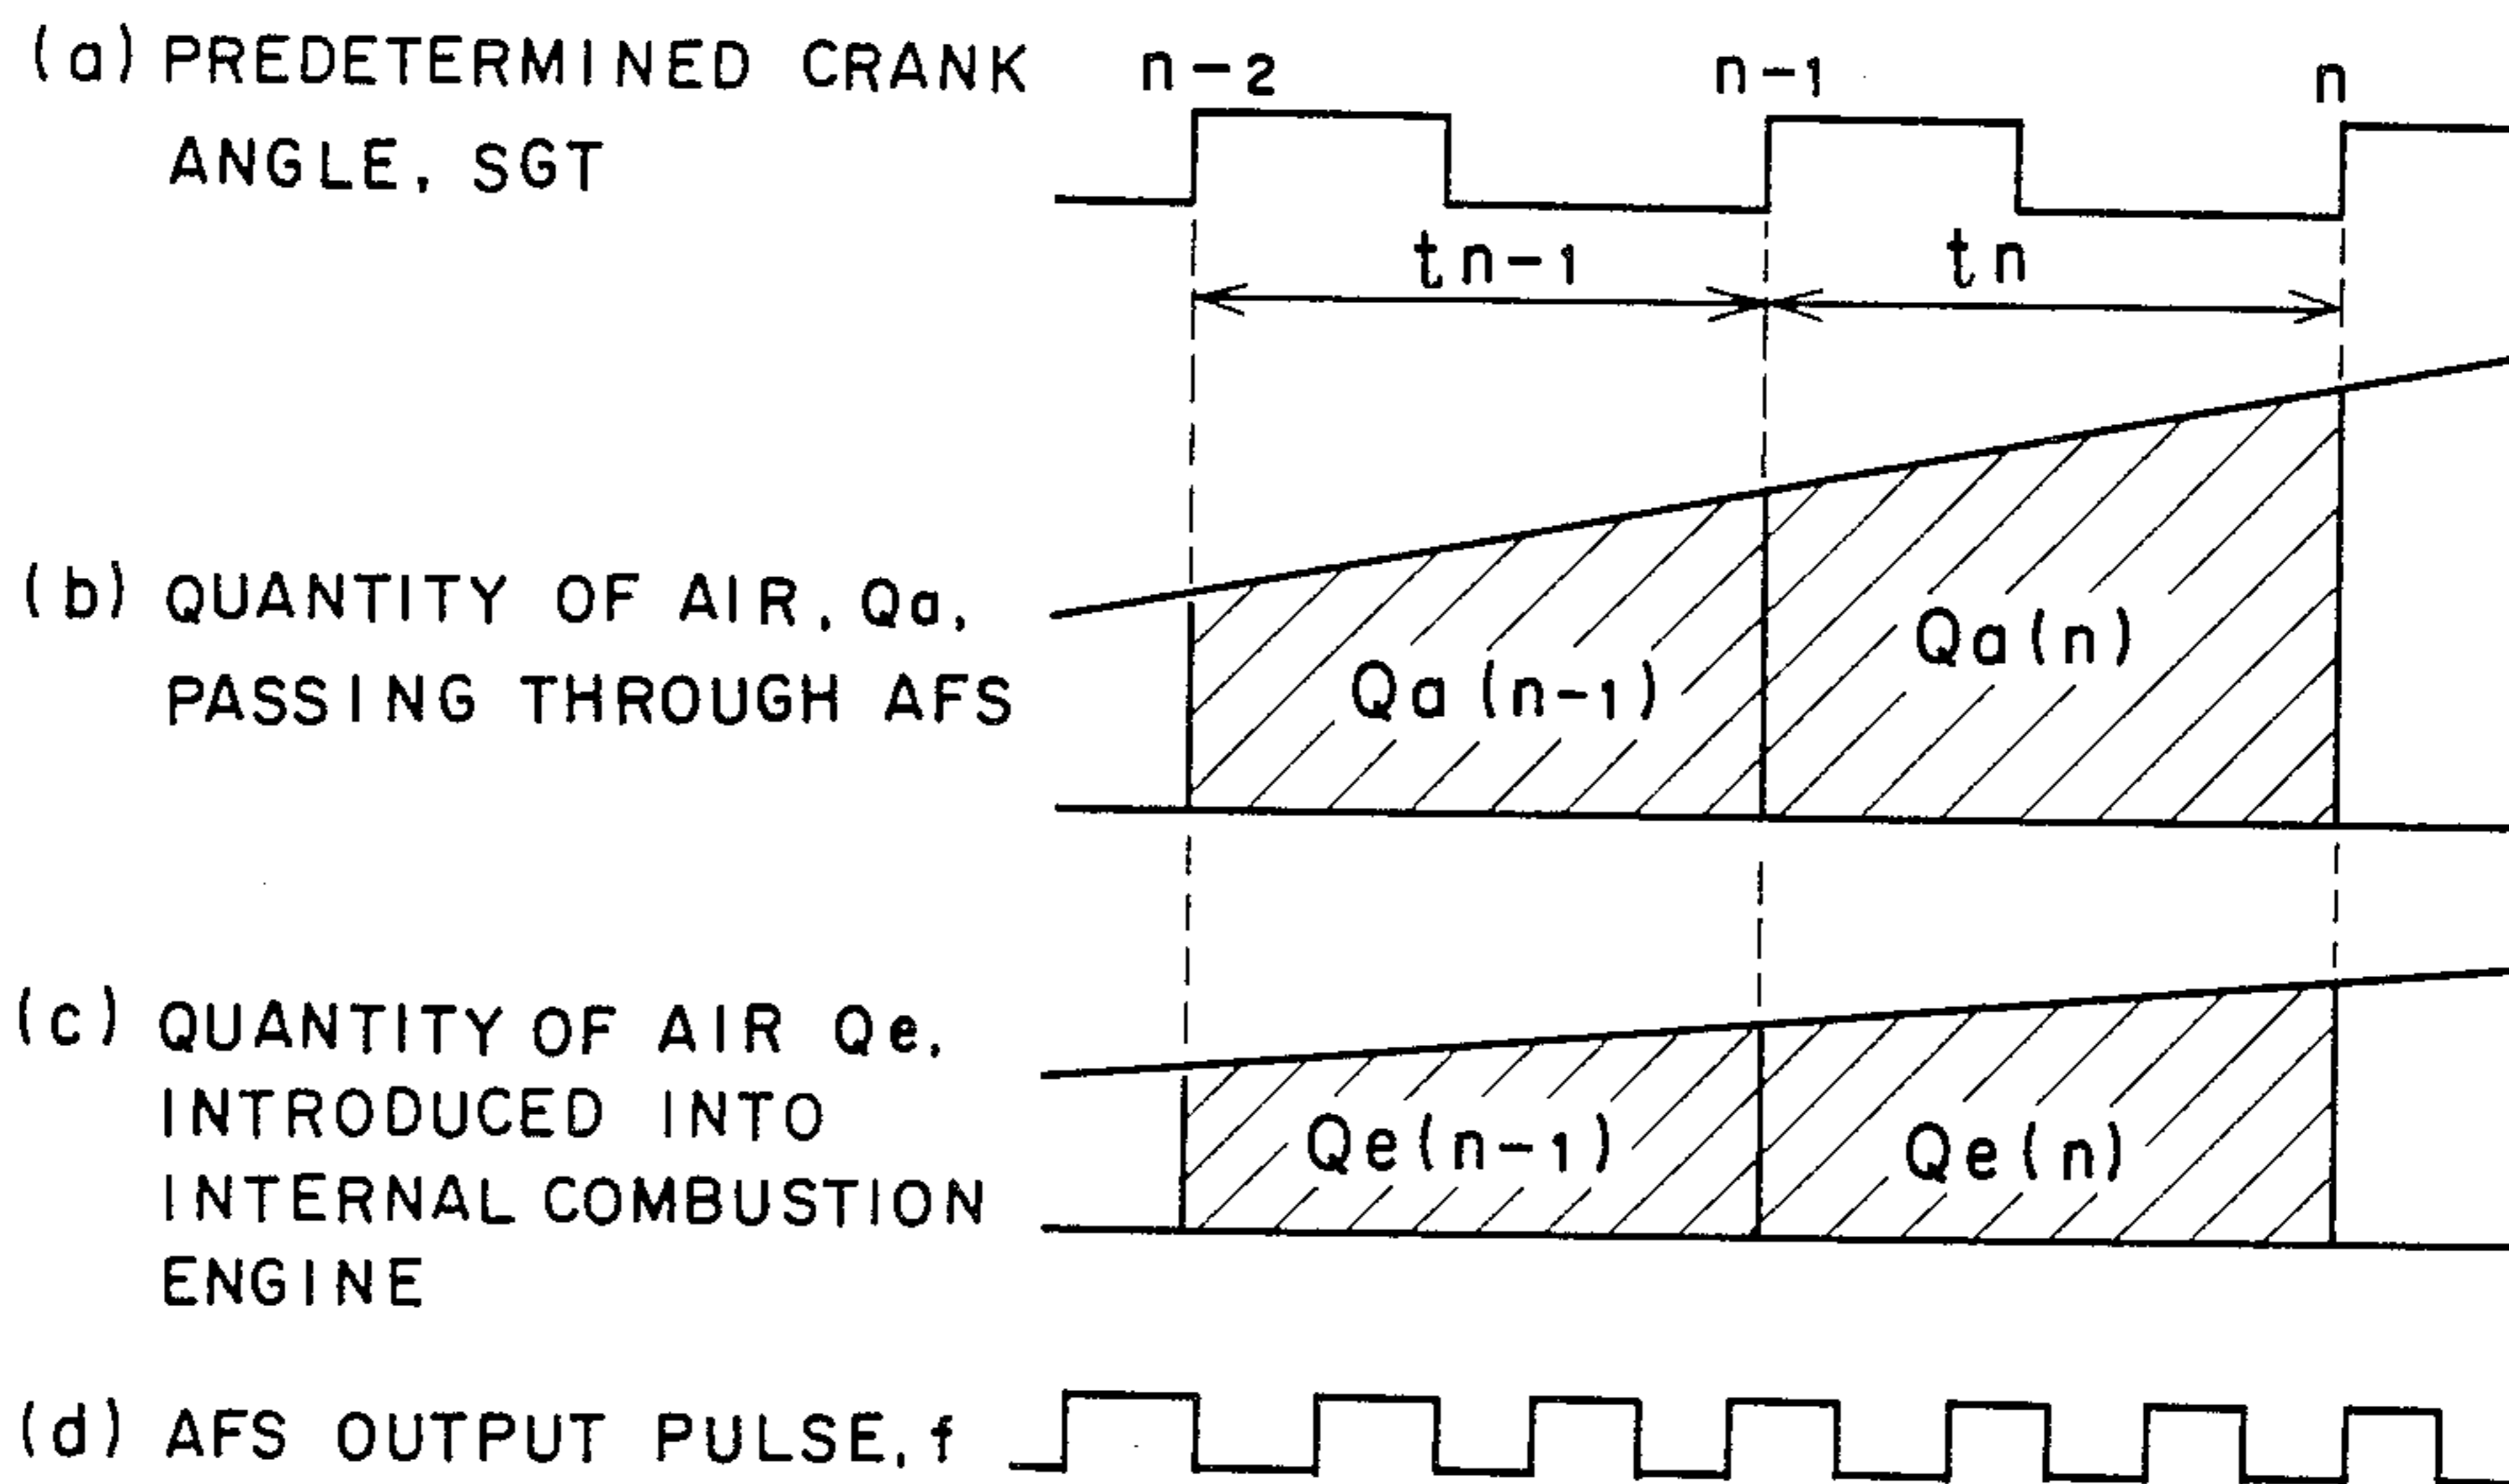 (a) PREDETERMINED CRANK
ANGLE, SGT
n-2
n-1
n
tn-1
tn
(b) QUANTITY OF AIR, Qa,
PASSING THROUGH AFS
Qa (n-1)
Qa (n)
(c) QUANTITY OF AIR Qe,
INTRODUCED INTO
INTERNAL COMBUSTION
ENGINE
Qe (n-1)
Qe (n)
(d) AFS OUTPUT PULSE, f